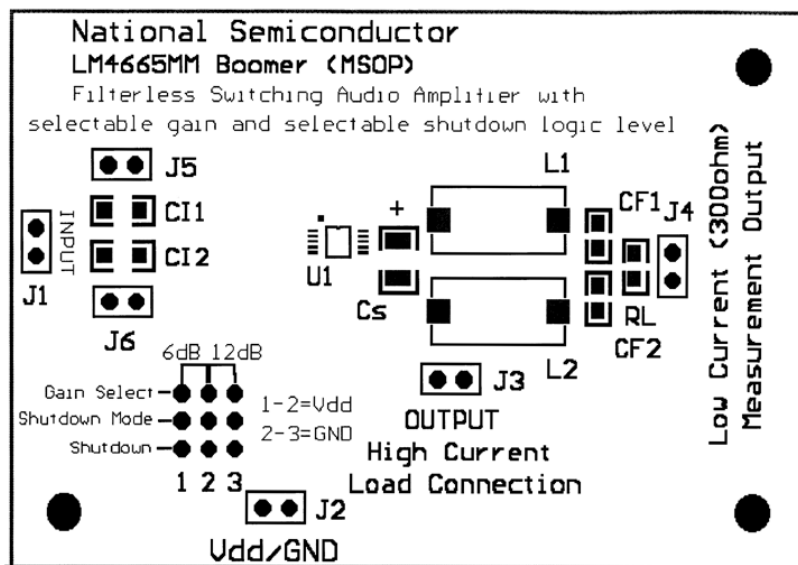 National Semiconductor
LM4665MM Boomer (MSOP)
Filterless Switching Audio Amplifier with
selectable gain and selectable shutdown logic level
J5
L1
CI1
CF1
J4
INPUT
+
CI2
J1
U1
Cs
RL
J6
CF2
L2
6dB 12dB
J3
Gain Select
1-2=Vdd
OUTPUT
Shutdown Mode
2-3=GND
High Current
Shutdown
Load Connection
1 2 3
J2
Vdd/GND
Low Current (300ohm)
Measurement Output